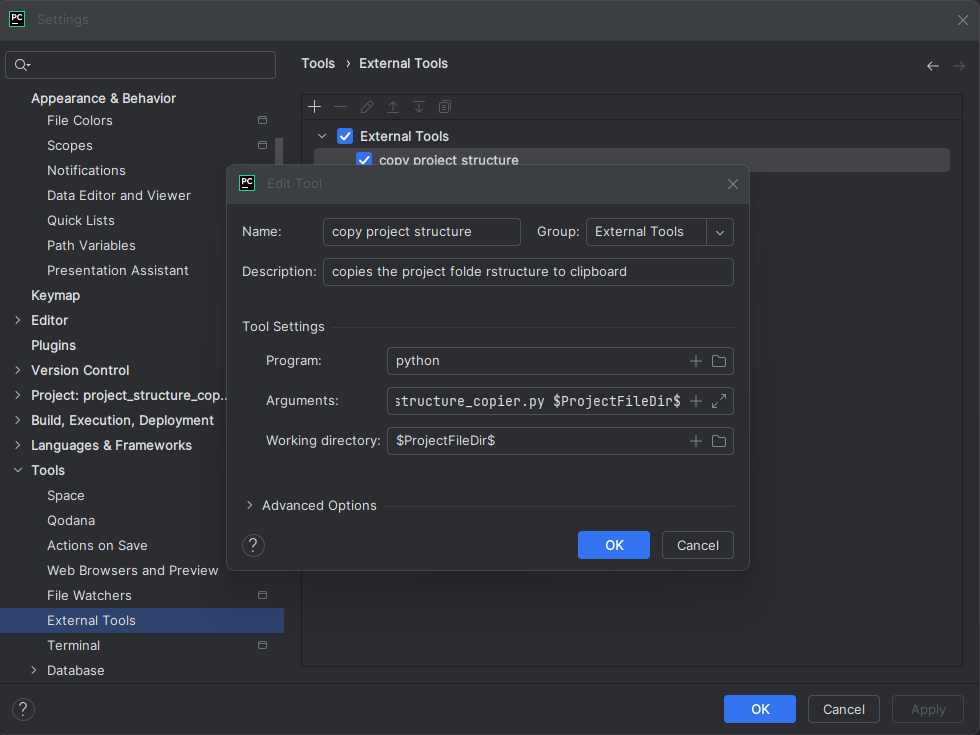 PC Settings
Tools › External Tools
Appearance & Behavior
File Colors
Scopes
Notifications
Data Editor and Viewer
Quick Lists
Path Variables
Presentation Assistant
Keymap
Editor
Plugins
Version Control
Project: project_structure_cop..
Build, Execution, Deployment
Languages & Frameworks
Tools
Space
Qodana
Actions on Save
Web Browsers and Preview
File Watchers
External Tools
Terminal
Database
External Tools
copy project structure
PC Edit Tool
Name: copy project structure Group: External Tools
Description: copies the project folde rstructure to clipboard
Tool Settings
Program: python
Arguments: structure_copier.py $ProjectFileDir$
Working directory: $ProjectFileDir$
Advanced Options
? OK Cancel
? OK Cancel Apply